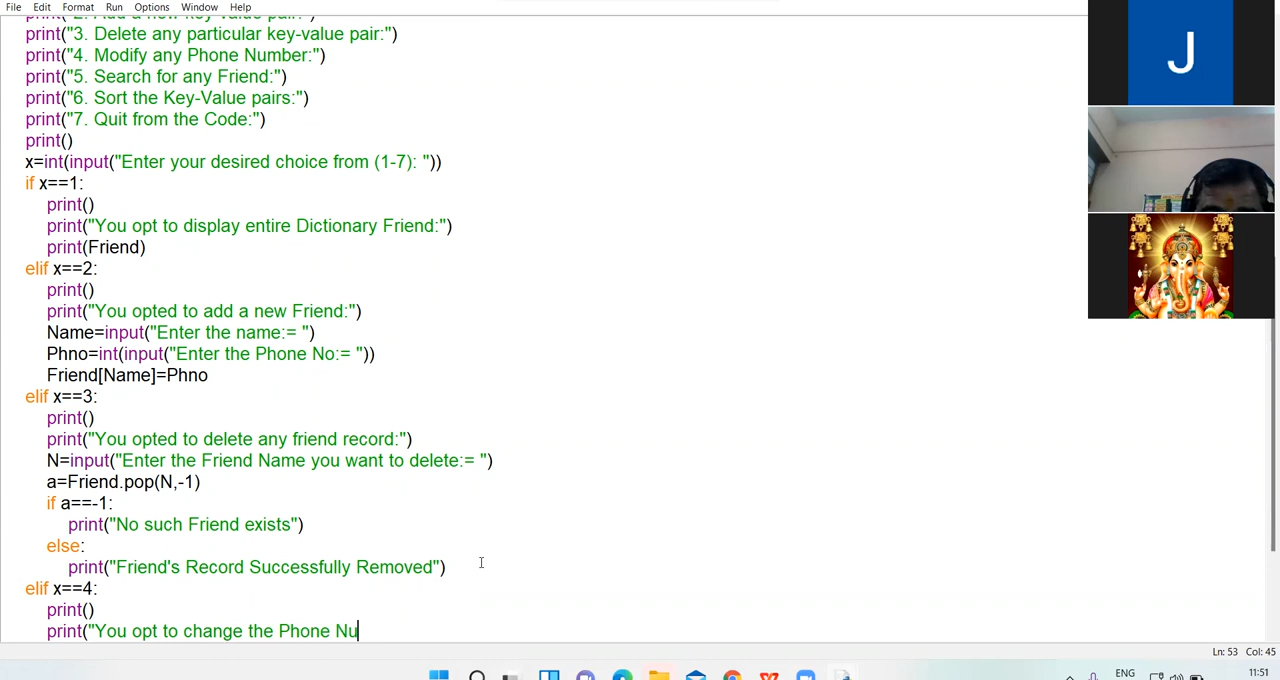 File Edit Format Run Options Window Help
print("2. Add a new key-value pair:")
print("3. Delete any particular key-value pair:")
print("4. Modify any Phone Number:")
print("5. Search for any Friend:")
print("6. Sort the Key-Value pairs:")
print("7. Quit from the Code:")
print()
x=int(input("Enter your desired choice from (1-7): "))
if x==1:
print()
print("You opt to display entire Dictionary Friend:")
print(Friend)
elif x==2:
print()
print("You opted to add a new Friend:")
Name=input("Enter the name:= ")
Phno=int(input("Enter the Phone No:= "))
Friend[Name]=Phno
elif x==3:
print()
print("You opted to delete any friend record:")
N=input("Enter the Friend Name you want to delete:= ")
a=Friend.pop(N,-1)
if a==-1:
print("No such Friend exists")
else:
print("Friend's Record Successfully Removed")
elif x==4:
print()
print("You opt to change the Phone Nu
J
Ln: 53 Col: 45
ENG
11:51